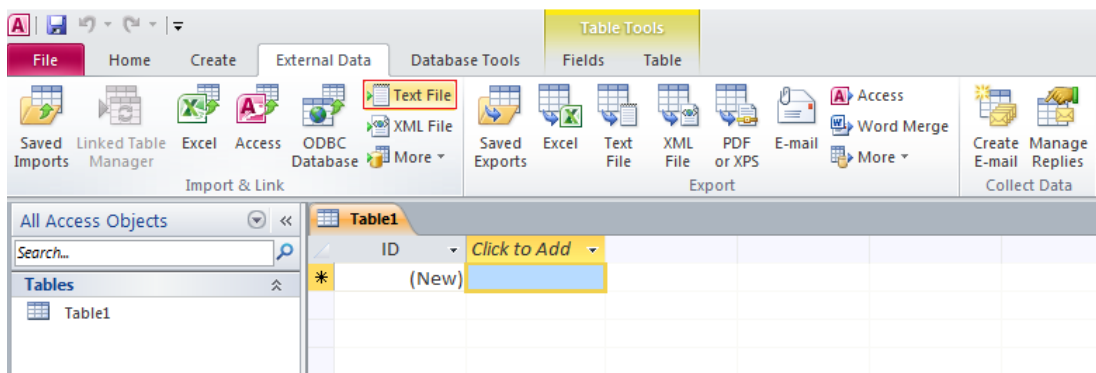 Table Tools
File Home Create External Data Database Tools Fields Table
Saved Imports
Linked Table Manager
Excel
Access
ODBC Database
Text File
XML File
More
Import & Link
Saved Exports
Excel
Text File
XML File
PDF or XPS
E-mail
Access
Word Merge
More
Export
Create E-mail
Manage Replies
Collect Data
All Access Objects
Search...
Tables
Table1
Table1
ID Click to Add
(New)